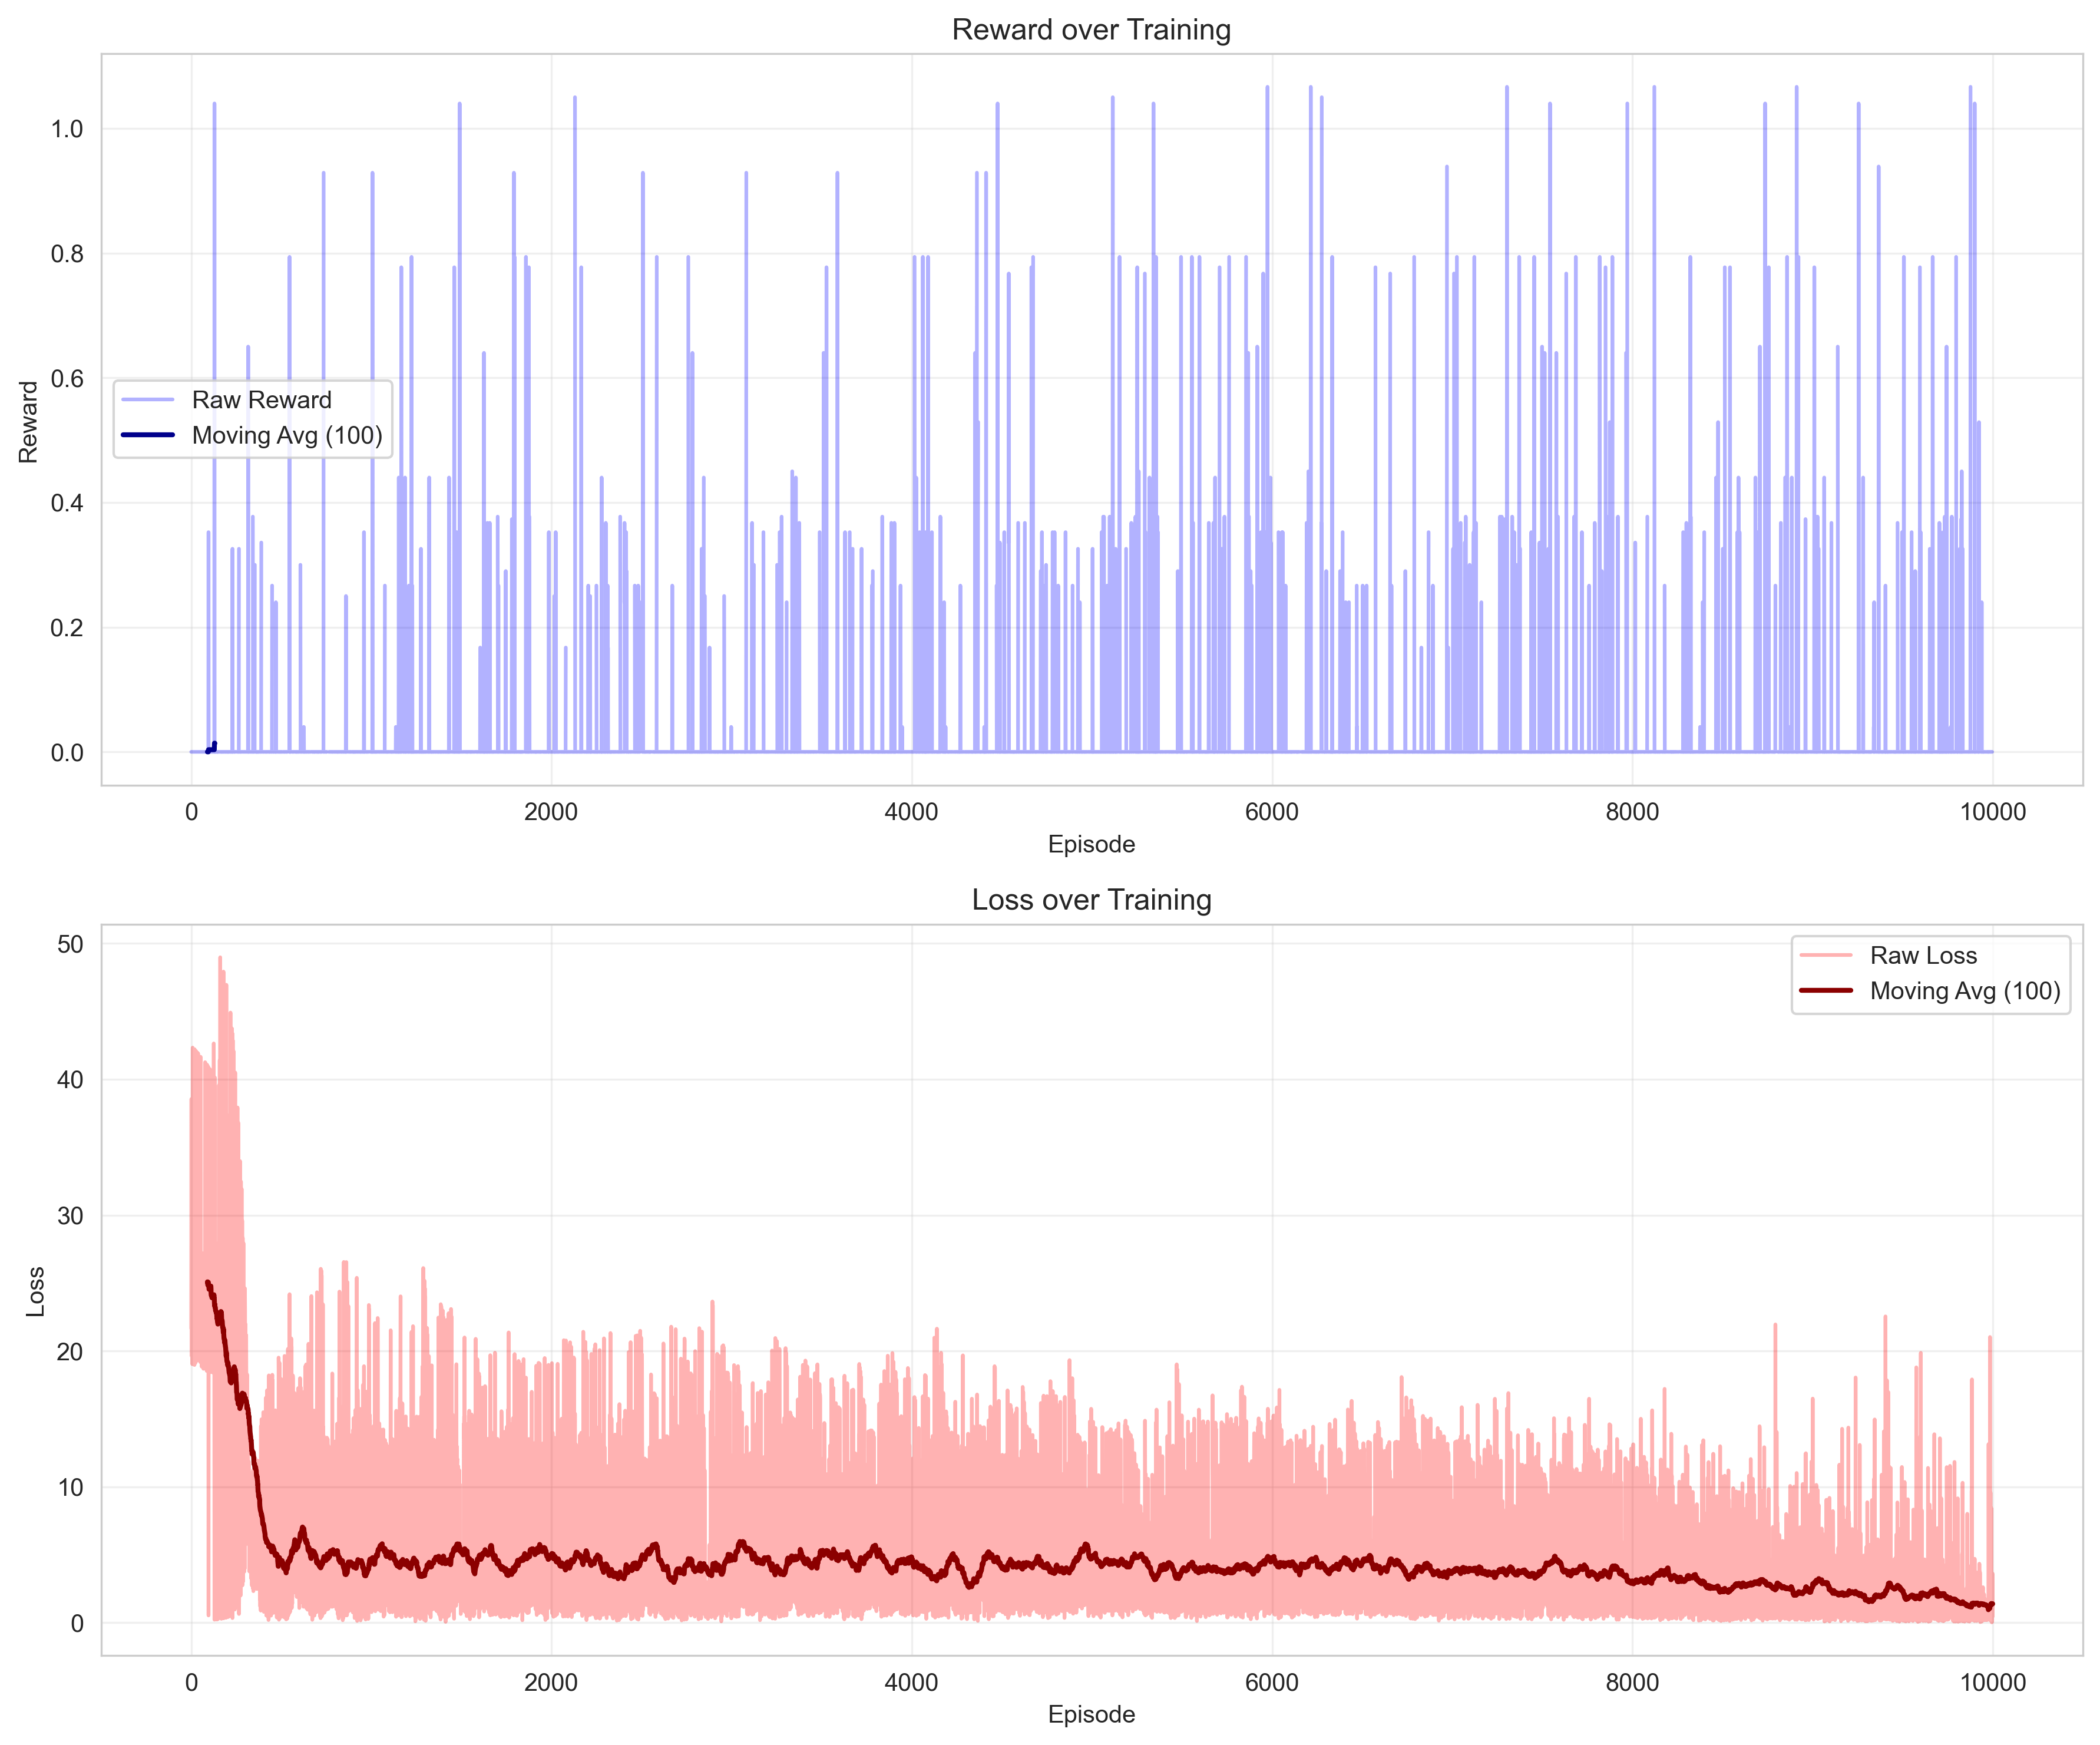 Reward over Training
1.0
0.8
0.6
0.4
0.2
0.0
Reward
Raw Reward
Moving Avg (100)
0 2000 4000 6000 8000 10000
Episode
Loss over Training
50
40
30
20
10
0
Loss
Raw Loss
Moving Avg (100)
0 2000 4000 6000 8000 10000
Episode